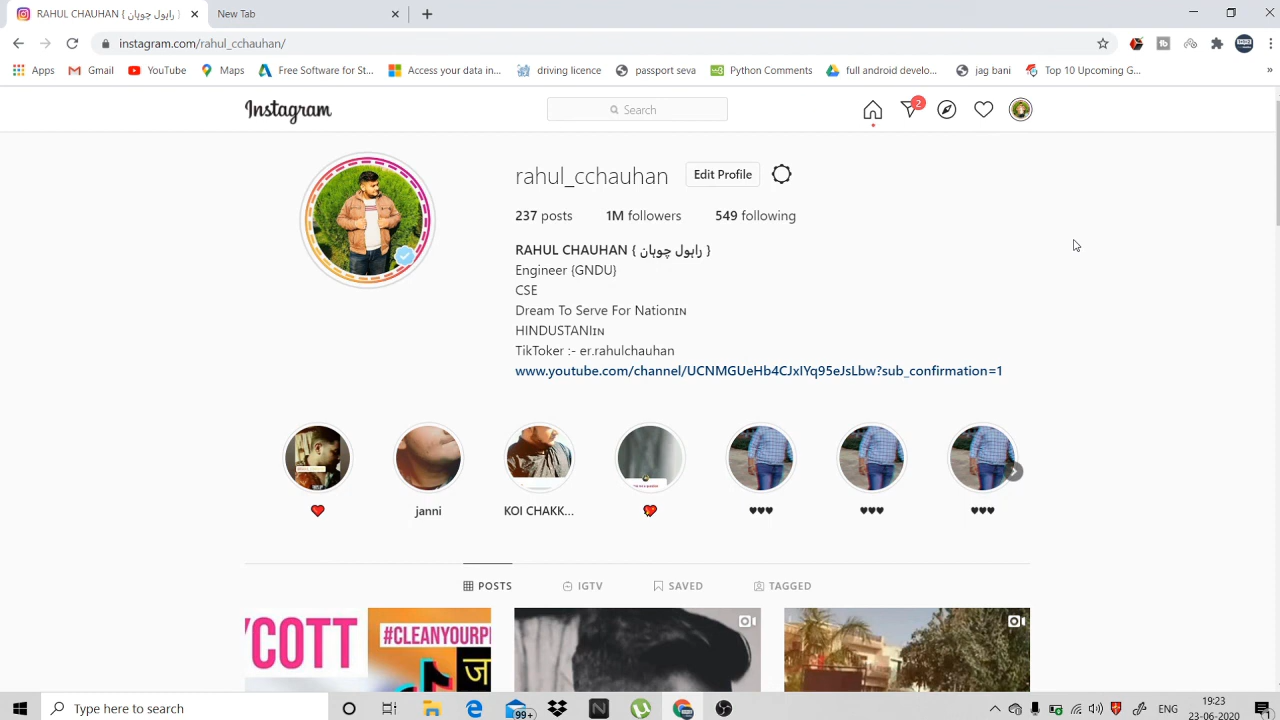 RAHUL CHAUHAN { راہول چوہان
New Tab
instagram.com/rahul_cchauhan/
Apps
Gmail
YouTube
Maps
Free Software for St...
Access your data in...
driving licence
passport seva
Python Comments
full android develo...
jag bani
Top 10 Upcoming G...
»
Instagram
Search
2
rahul_cchauhan
Edit Profile
237 posts
1M followers
549 following
RAHUL CHAUHAN { راہول چوہان }
Engineer {GNDU}
CSE
Dream To Serve For Nationɪɴ
HINDUSTANIɪɴ
TikToker :- er.rahulchauhan
www.youtube.com/channel/UCNMGUeHb4CJxIYq95eJsLbw?sub_confirmation=1
janni
KOI CHAKK...
♥♥♥
♥♥♥
♥♥♥
POSTS
IGTV
SAVED
TAGGED
YCOTT
#CLEANYOURPI
ज
Type here to search
99+
19:23
23-06-2020